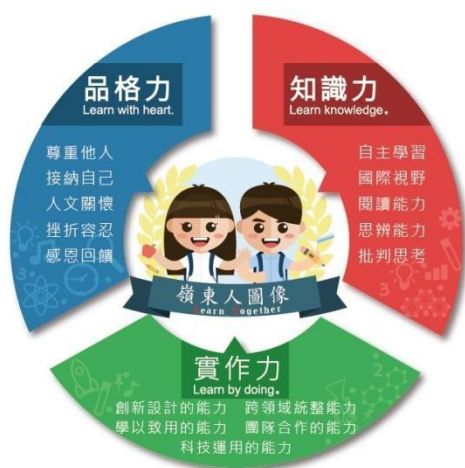 品格力
Learn with heart.
尊重他人
接納自己
人文關懷
挫折容忍
感恩回饋
知識力
Learn knowledge.
自主學習
國際視野
閱讀能力
思辨能力
批判思考
嶺東人圖像
Learn Together
實作力
Learn by doing.
創新設計的能力 跨領域統整能力
學以致用的能力 團隊合作的能力
科技運用的能力